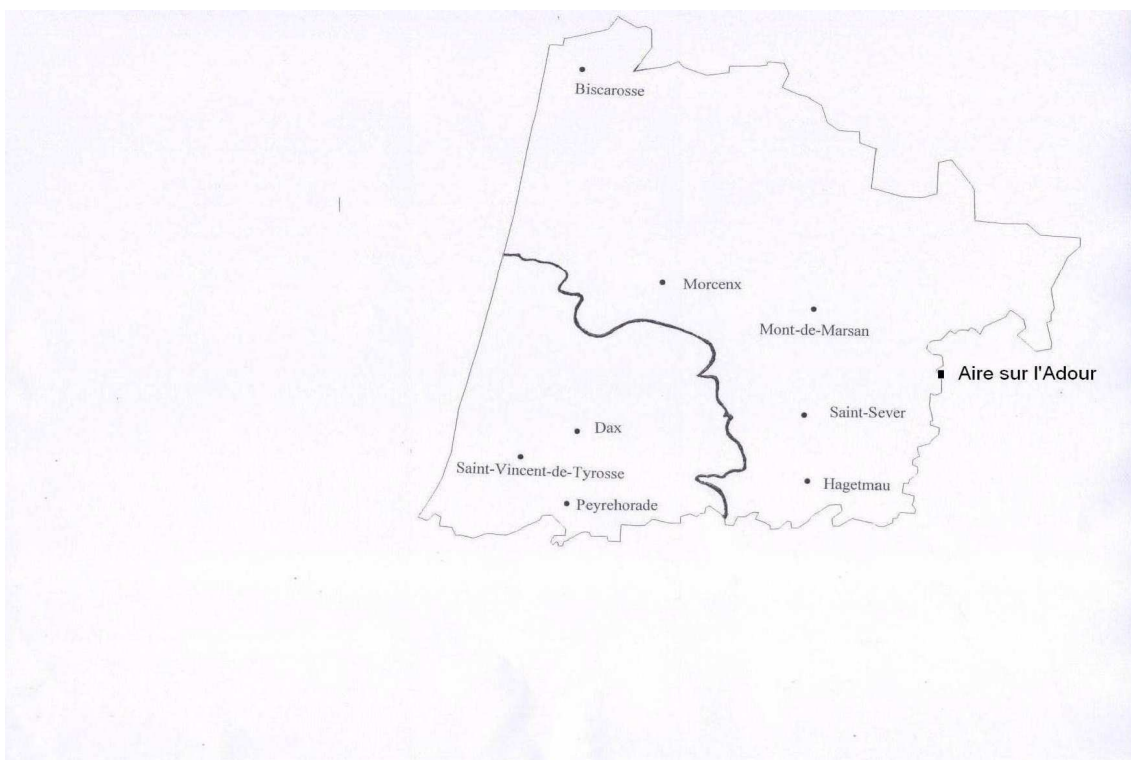 Biscarosse
Morcenx
Mont-de-Marsan
Aire sur l'Adour
Saint-Sever
Dax
Saint-Vincent-de-Tyrosse
Hagetmau
Peyrehorade